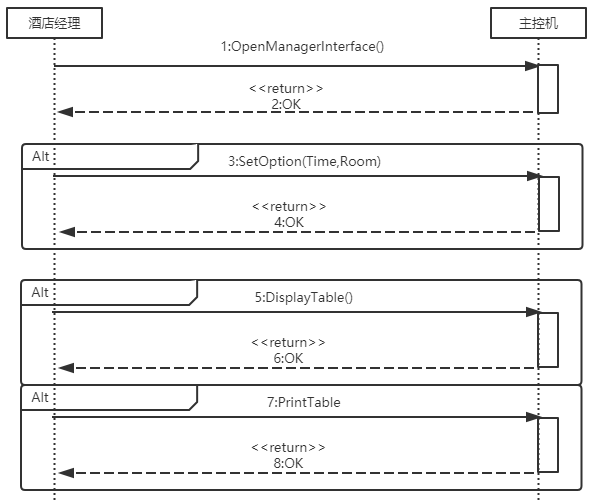 酒店经理
主控机
1:OpenManagerInterface()
<<return>>
2:OK
Alt
3:SetOption(Time,Room)
<<return>>
4:OK
Alt
5:DisplayTable()
<<return>>
6:OK
Alt
7:PrintTable
<<return>>
8:OK